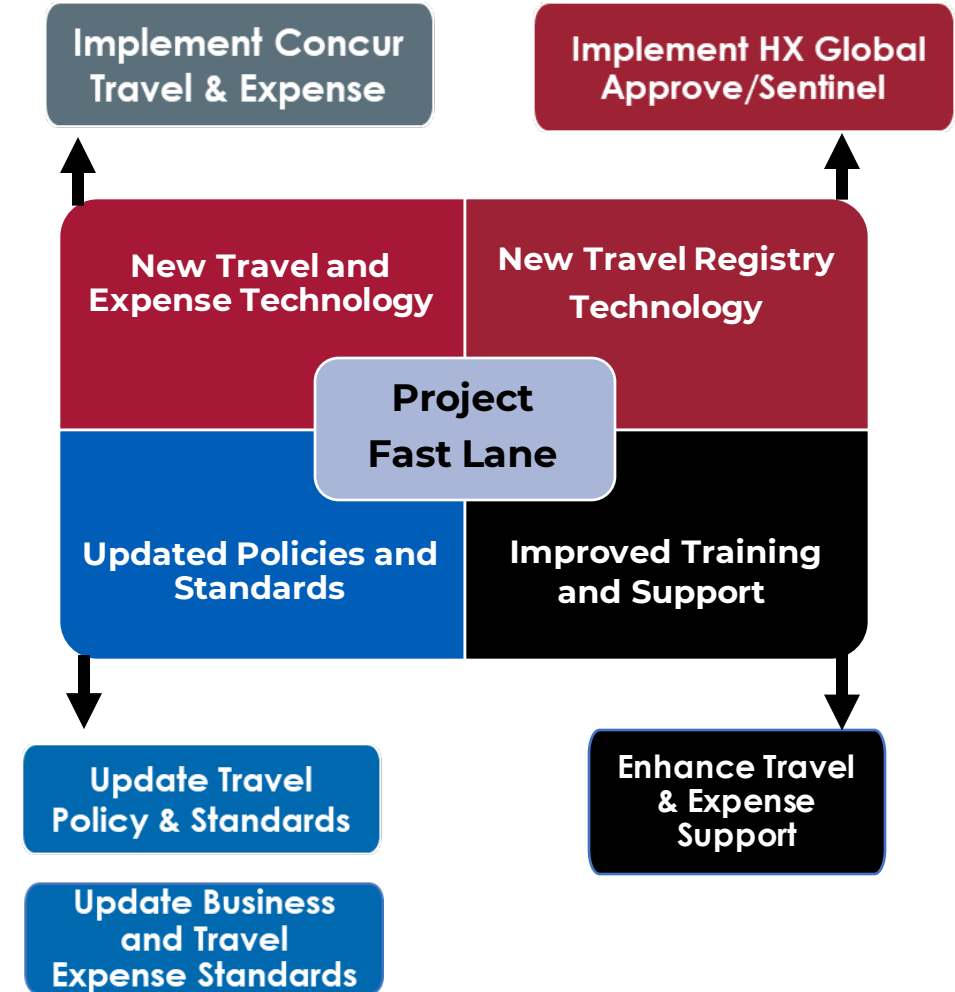 Implement Concur
Travel & Expense
Implement HX Global
Approve/Sentinel
New Travel and
Expense Technology
New Travel Registry
Technology
Project
Fast Lane
Updated Policies and
Standards
Improved Training
and Support
Update Travel
Policy & Standards
Enhance Travel
& Expense
Support
Update Business
and Travel
Expense Standards